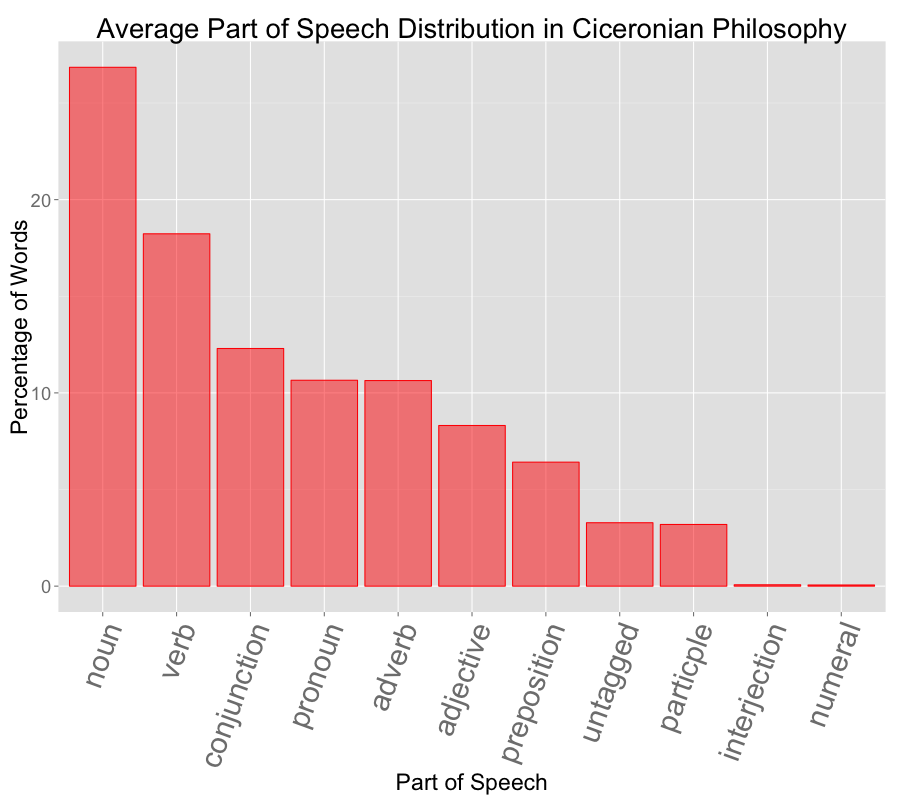 Average Part of Speech Distribution in Ciceronian Philosophy
Percentage of Words
20
10
0
noun
verb
conjunction
pronoun
adverb
adjective
preposition
untagged
particple
interjection
numeral
Part of Speech